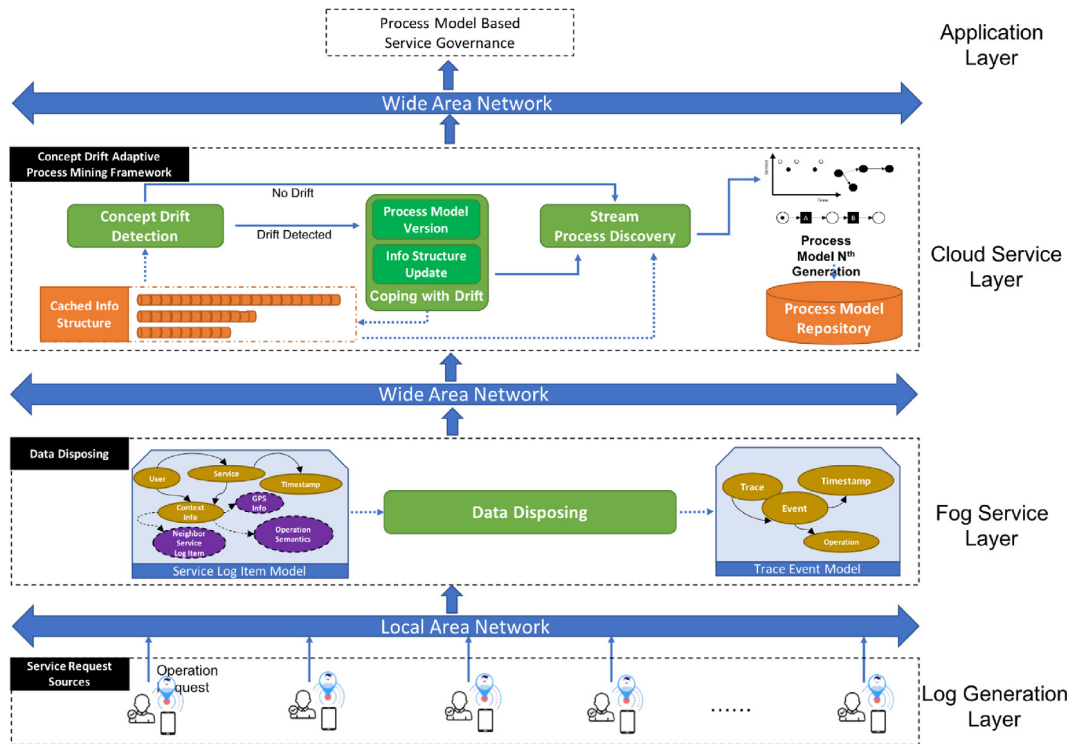 Process Model Based
Service Governance
Application
Layer
Wide Area Network
Concept Drift Adaptive
Process Mining Framework
No Drift
Concept Drift
Detection
Drift Detected
Process Model
Version
Info Structure
Update
Coping with Drift
Stream
Process Discovery
Service
Time
A
B
Process
Model Nth
Generation
Process Model
Repository
Cached Info
Structure
Cloud Service
Layer
Wide Area Network
Data Disposing
User
Service
Timestamp
Context
Info
GPS
Info
Neighbor
Service
Log Item
Operation
Semantics
Service Log Item Model
Data Disposing
Trace
Timestamp
Event
Operation
Trace Event Model
Fog Service
Layer
Local Area Network
Service Request
Sources
Operation
......
Log Generation
Layer